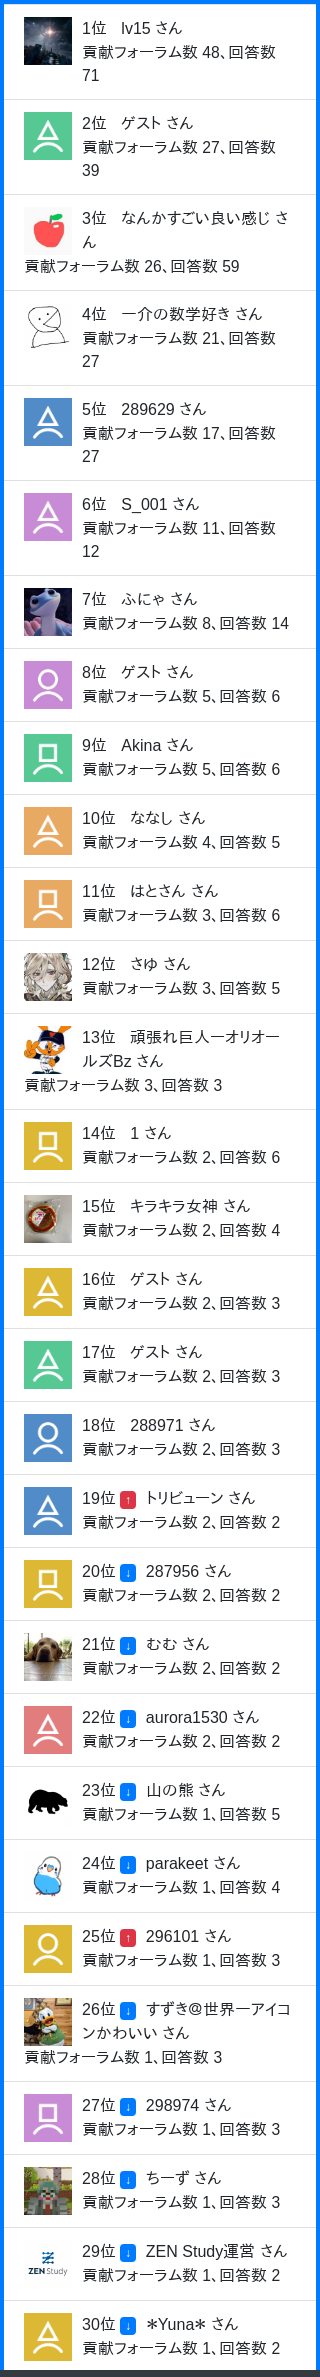 1位 lv15 さん
貢献フォーラム数 48、回答数
71
2位 ゲスト さん
貢献フォーラム数 27、回答数
39
3位 なんかすごい良い感じ さ
ん
貢献フォーラム数 26、回答数 59
4位 一介の数学好き さん
貢献フォーラム数 21、回答数
27
5位 289629 さん
貢献フォーラム数 17、回答数
27
6位 S_001 さん
貢献フォーラム数 11、回答数
12
7位 ふにゃ さん
貢献フォーラム数 8、回答数 14
8位 ゲスト さん
貢献フォーラム数 5、回答数 6
9位 Akina さん
貢献フォーラム数 5、回答数 6
10位 ななし さん
貢献フォーラム数 4、回答数 5
11位 はとさん さん
貢献フォーラム数 3、回答数 6
12位 さゆ さん
貢献フォーラム数 3、回答数 5
13位 頑張れ巨人ーオリオー
ルズBz さん
貢献フォーラム数 3、回答数 3
14位 1 さん
貢献フォーラム数 2、回答数 6
15位 キラキラ女神 さん
貢献フォーラム数 2、回答数 4
16位 ゲスト さん
貢献フォーラム数 2、回答数 3
17位 ゲスト さん
貢献フォーラム数 2、回答数 3
18位 288971 さん
貢献フォーラム数 2、回答数 3
19位 ↑ トリビューン さん
貢献フォーラム数 2、回答数 2
20位 ↓ 287956 さん
貢献フォーラム数 2、回答数 2
21位 ↓ むむ さん
貢献フォーラム数 2、回答数 2
22位 ↓ aurora1530 さん
貢献フォーラム数 2、回答数 2
23位 ↓ 山の熊 さん
貢献フォーラム数 1、回答数 5
24位 ↓ parakeet さん
貢献フォーラム数 1、回答数 4
25位 ↑ 296101 さん
貢献フォーラム数 1、回答数 3
26位 ↓ すずき@世界一アイコ
ンかわいい さん
貢献フォーラム数 1、回答数 3
27位 ↓ 298974 さん
貢献フォーラム数 1、回答数 3
28位 ↓ ちーず さん
貢献フォーラム数 1、回答数 3
ZEN Study
29位 ↓ ZEN Study運営 さん
貢献フォーラム数 1、回答数 2
30位 ↓ ✻Yuna✻ さん
貢献フォーラム数 1、回答数 2